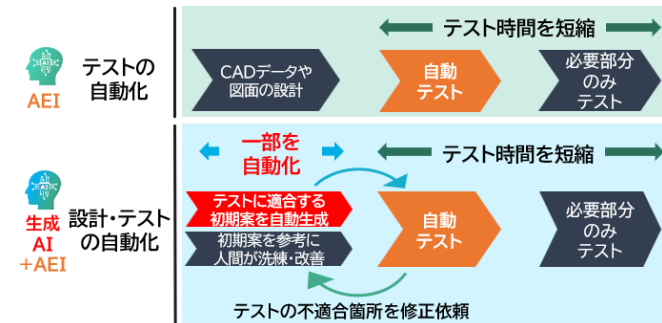 テスト時間を短縮
テストの
自動化
AEI
CADデータや
図面の設計
自動
テスト
必要部分
のみ
テスト
一部を
自動化
テスト時間を短縮
生成
AI
+AEI
設計・テスト
の自動化
テストに適合する
初期案を自動生成
初期案を参考に
人間が洗練・改善
自動
テスト
必要部分
のみ
テスト
テストの不適合箇所を修正依頼